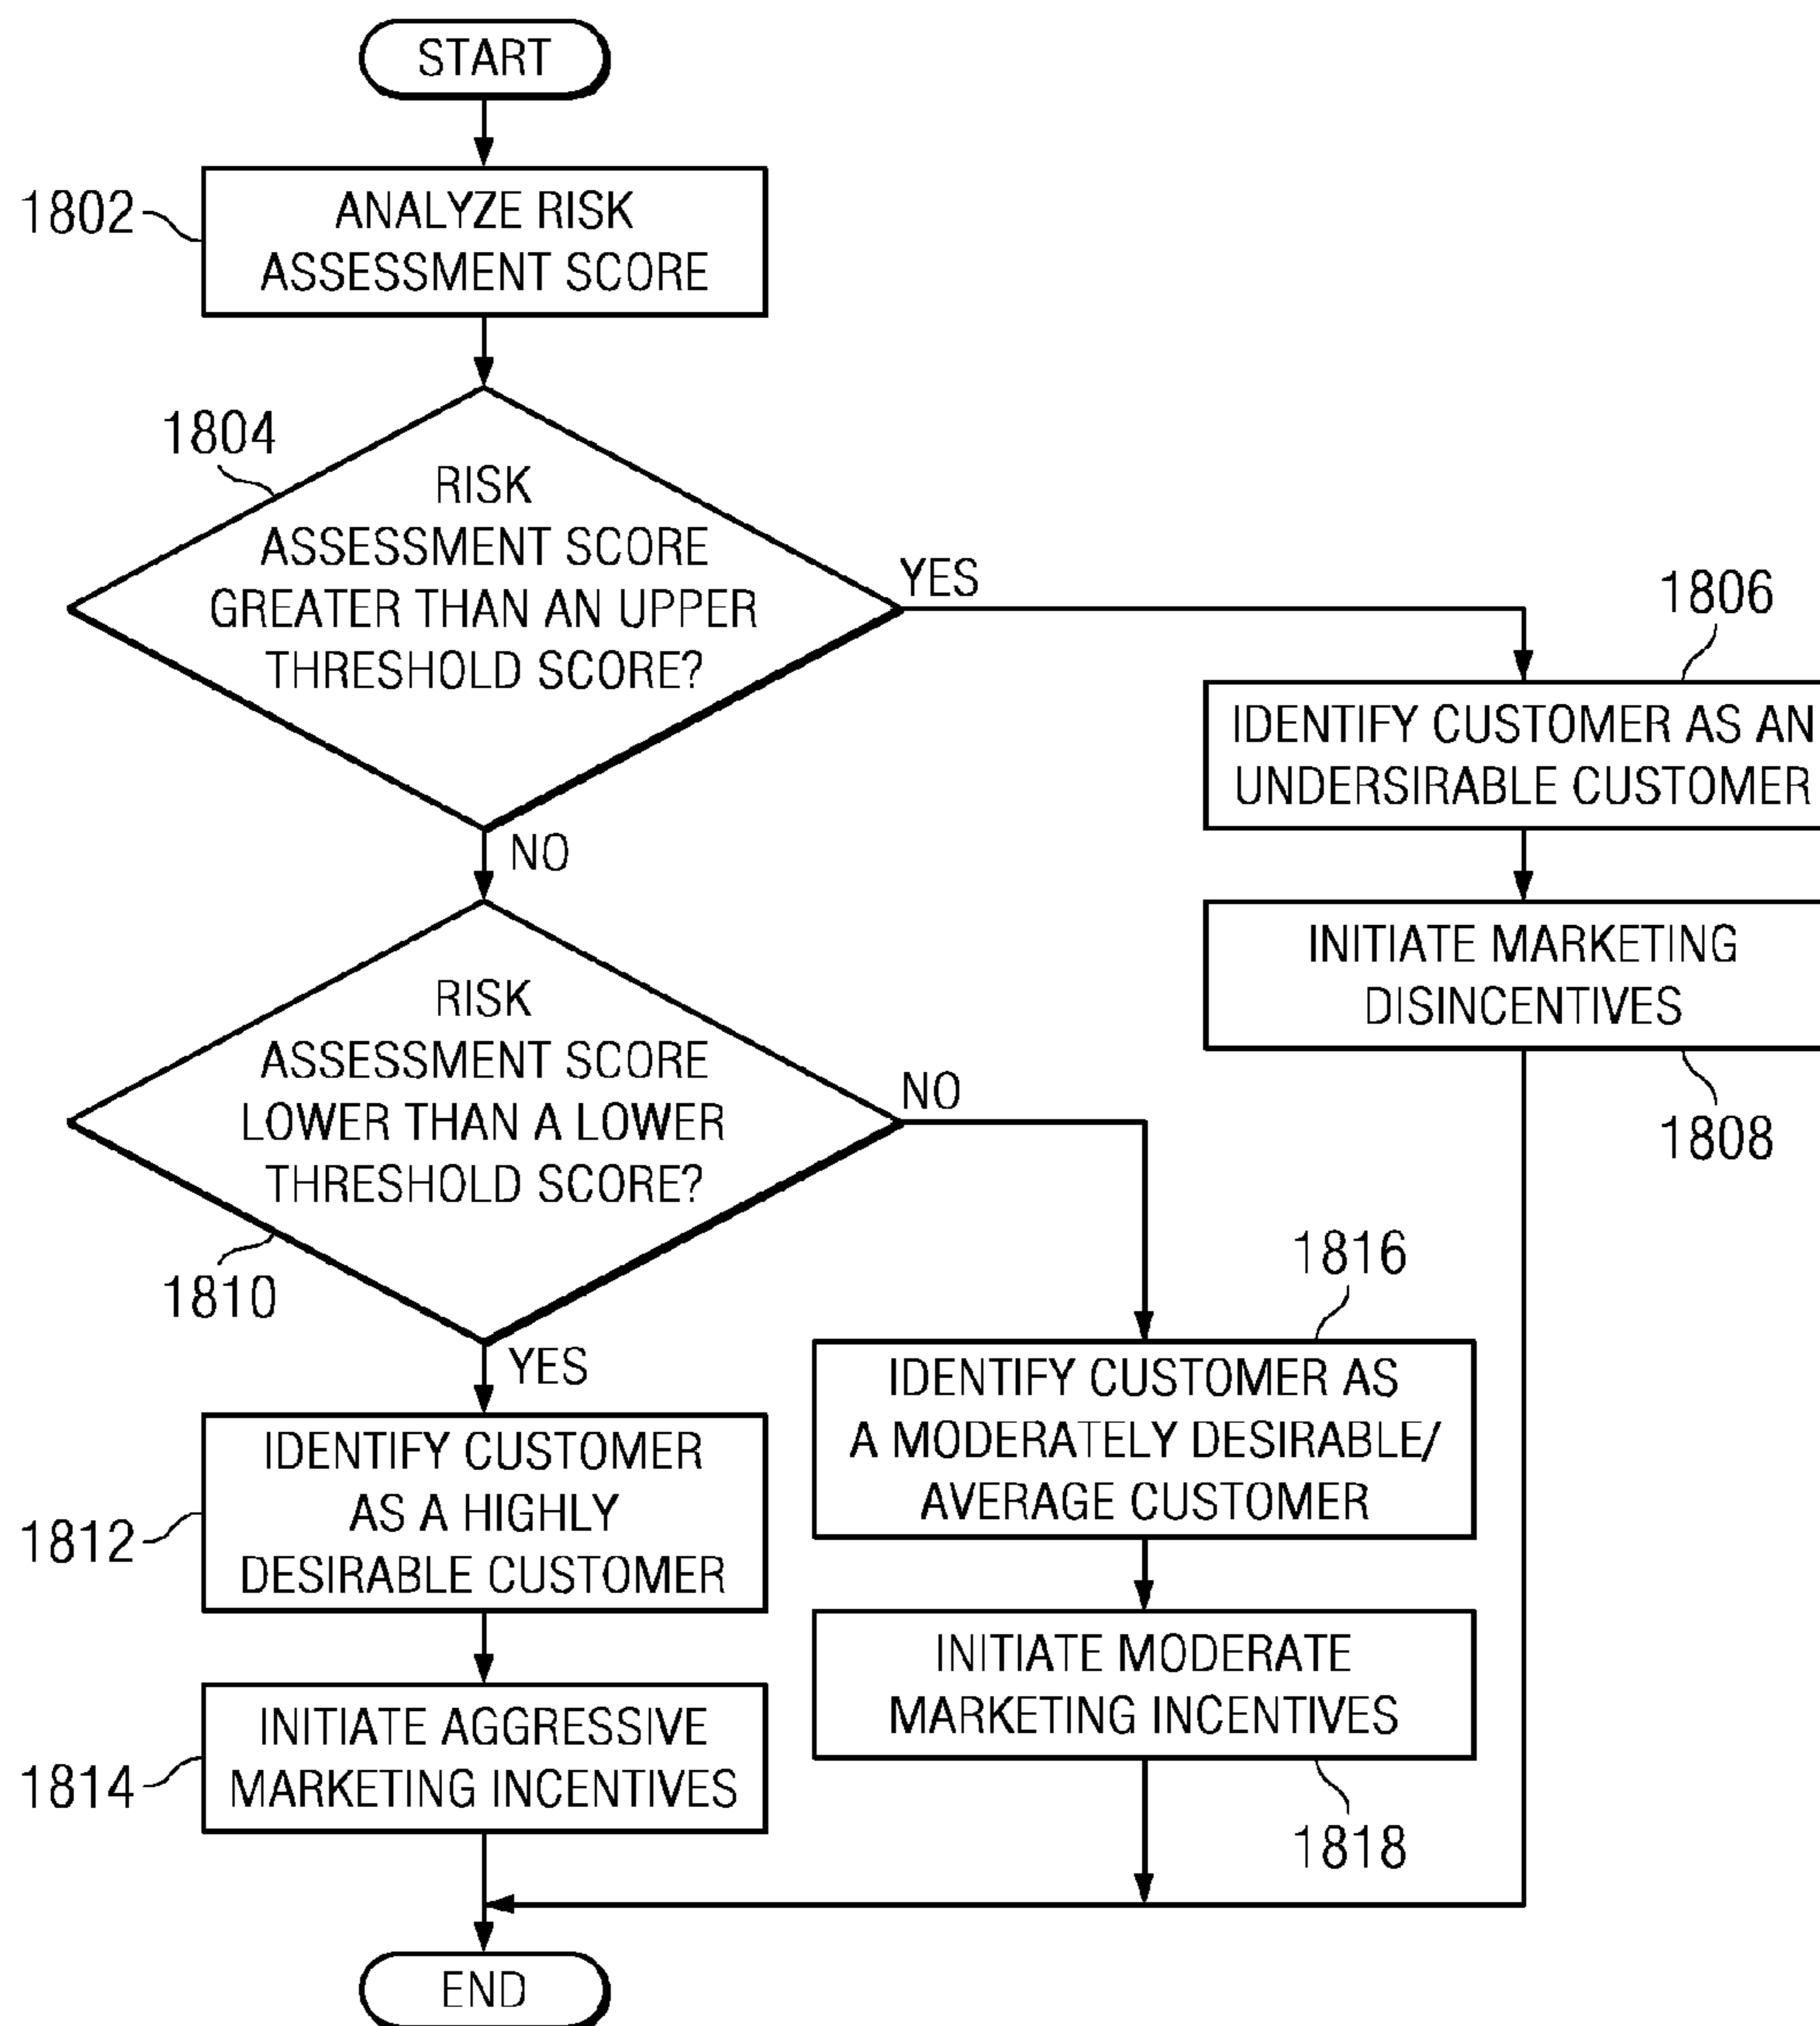 START
1802
ANALYZE RISK
ASSESSMENT SCORE
1804
RISK
ASSESSMENT SCORE
GREATER THAN AN UPPER
THRESHOLD SCORE?
YES
NO
1806
IDENTIFY CUSTOMER AS AN
UNDERSIRABLE CUSTOMER
INITIATE MARKETING
DISINCENTIVES
1808
RISK
ASSESSMENT SCORE
LOWER THAN A LOWER
THRESHOLD SCORE?
1810
NO
YES
1816
IDENTIFY CUSTOMER AS
A MODERATELY DESIRABLE/
AVERAGE CUSTOMER
1812
IDENTIFY CUSTOMER
AS A HIGHLY
DESIRABLE CUSTOMER
INITIATE MODERATE
MARKETING INCENTIVES
1818
1814
INITIATE AGGRESSIVE
MARKETING INCENTIVES
END